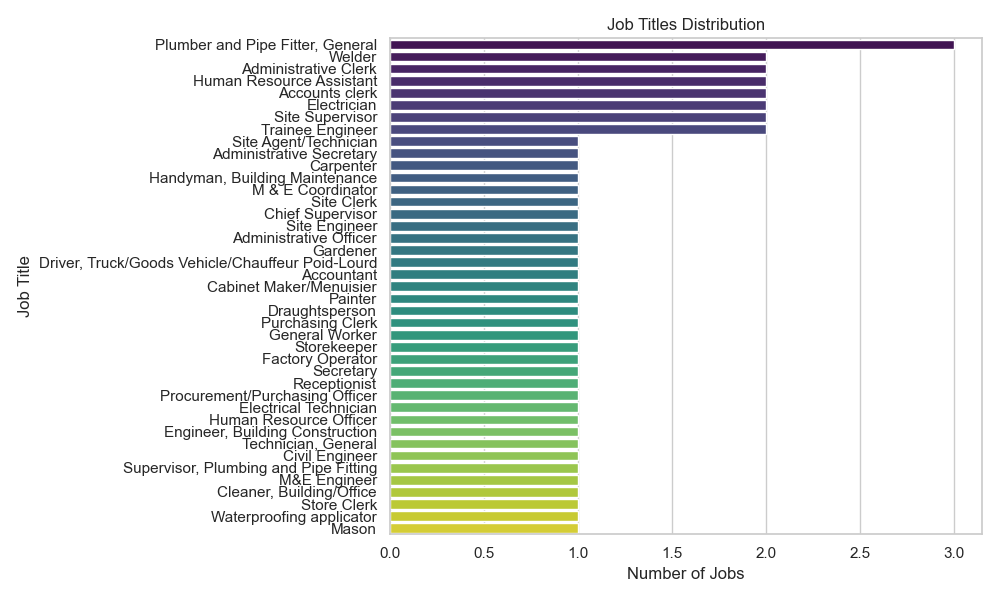 Job Titles Distribution
Plumber and Pipe Fitter, General
Welder
Administrative Clerk
Human Resource Assistant
Accounts clerk
Electrician
Site Supervisor
Trainee Engineer
Site Agent/Technician
Administrative Secretary
Carpenter
Handyman, Building Maintenance
M & E Coordinator
Site Clerk
Chief Supervisor
Site Engineer
Administrative Officer
Gardener
Driver, Truck/Goods Vehicle/Chauffeur Poid-Lourd
Accountant
Cabinet Maker/Menuisier
Painter
Draughtsperson
Purchasing Clerk
General Worker
Storekeeper
Factory Operator
Secretary
Receptionist
Procurement/Purchasing Officer
Electrical Technician
Human Resource Officer
Engineer, Building Construction
Technician, General
Civil Engineer
Supervisor, Plumbing and Pipe Fitting
M&E Engineer
Cleaner, Building/Office
Store Clerk
Waterproofing applicator
Mason
Job Title
0.0 0.5 1.0 1.5 2.0 2.5 3.0
Number of Jobs